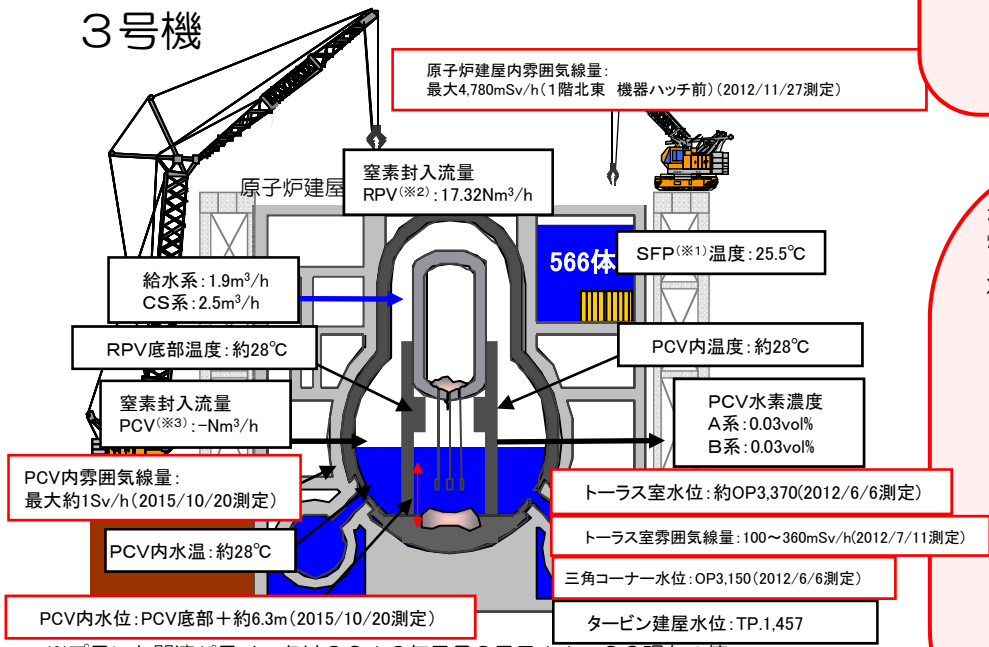 3号機
原子炉建屋内雰囲気線量:
最大4,780mSv/h(1階北東 機器ハッチ前)(2012/11/27測定)
窒素封入流量
RPV(※2):17.32Nm³/h
原子炉建屋
566体
SFP(※1)温度:25.5℃
給水系:1.9m³/h
CS系:2.5m³/h
RPV底部温度:約28℃
PCV内温度:約28℃
窒素封入流量
PCV(※3):-Nm³/h
PCV水素濃度
A系:0.03vol%
B系:0.03vol%
PCV内雰囲気線量:
最大約1Sv/h(2015/10/20測定)
トーラス室水位:約OP3,370(2012/6/6測定)
トーラス室雰囲気線量:100~360mSv/h(2012/7/11測定)
PCV内水温:約28℃
三角コーナー水位:OP3,150(2012/6/6測定)
PCV内水位:PCV底部+約6.3m(2015/10/20測定)
タービン建屋水位:TP.1,457